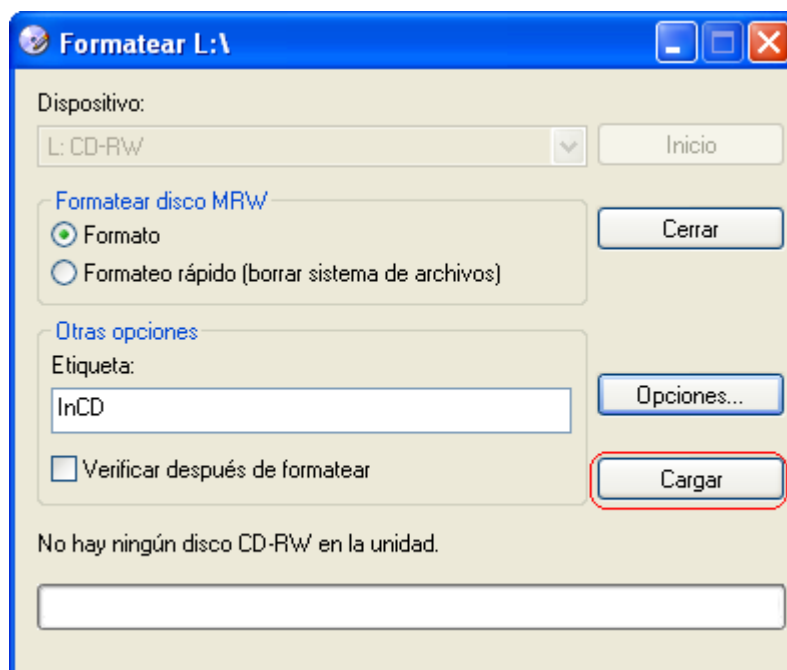 Formatear L:\
Dispositivo:
L: CD-RW
Inicio
Formatear disco MRW
Formato
Cerrar
Formateo rápido (borrar sistema de archivos)
Otras opciones
Etiqueta:
InCD
Opciones...
Verificar después de formatear
Cargar
No hay ningún disco CD-RW en la unidad.